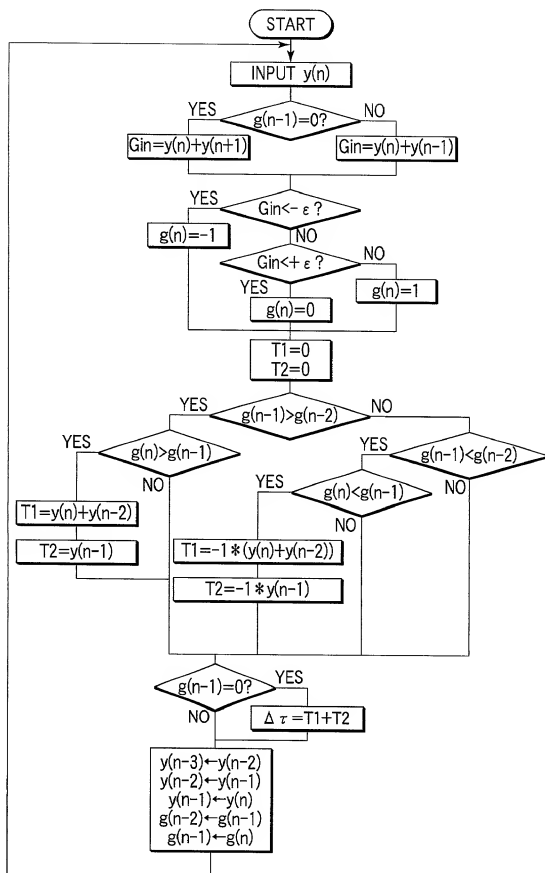 START
INPUT y(n)
g(n-1)=0?
YES
NO
Gin=y(n)+y(n+1)
Gin=y(n)+y(n-1)
Gin<- ε ?
YES
NO
g(n)=-1
Gin<+ ε ?
NO
YES
g(n)=0
g(n)=1
T1=0
T2=0
g(n-1)>g(n-2)
YES
NO
g(n)>g(n-1)
YES
NO
g(n-1)<g(n-2)
YES
g(n)<g(n-1)
NO
T1=y(n)+y(n-2)
T2=y(n-1)
T1=-1*(y(n)+y(n-2))
T2=-1*y(n-1)
g(n-1)=0?
YES
NO
Δ τ =T1+T2
y(n-3)←y(n-2)
y(n-2)←y(n-1)
y(n-1)←y(n)
g(n-2)←g(n-1)
g(n-1)←g(n)